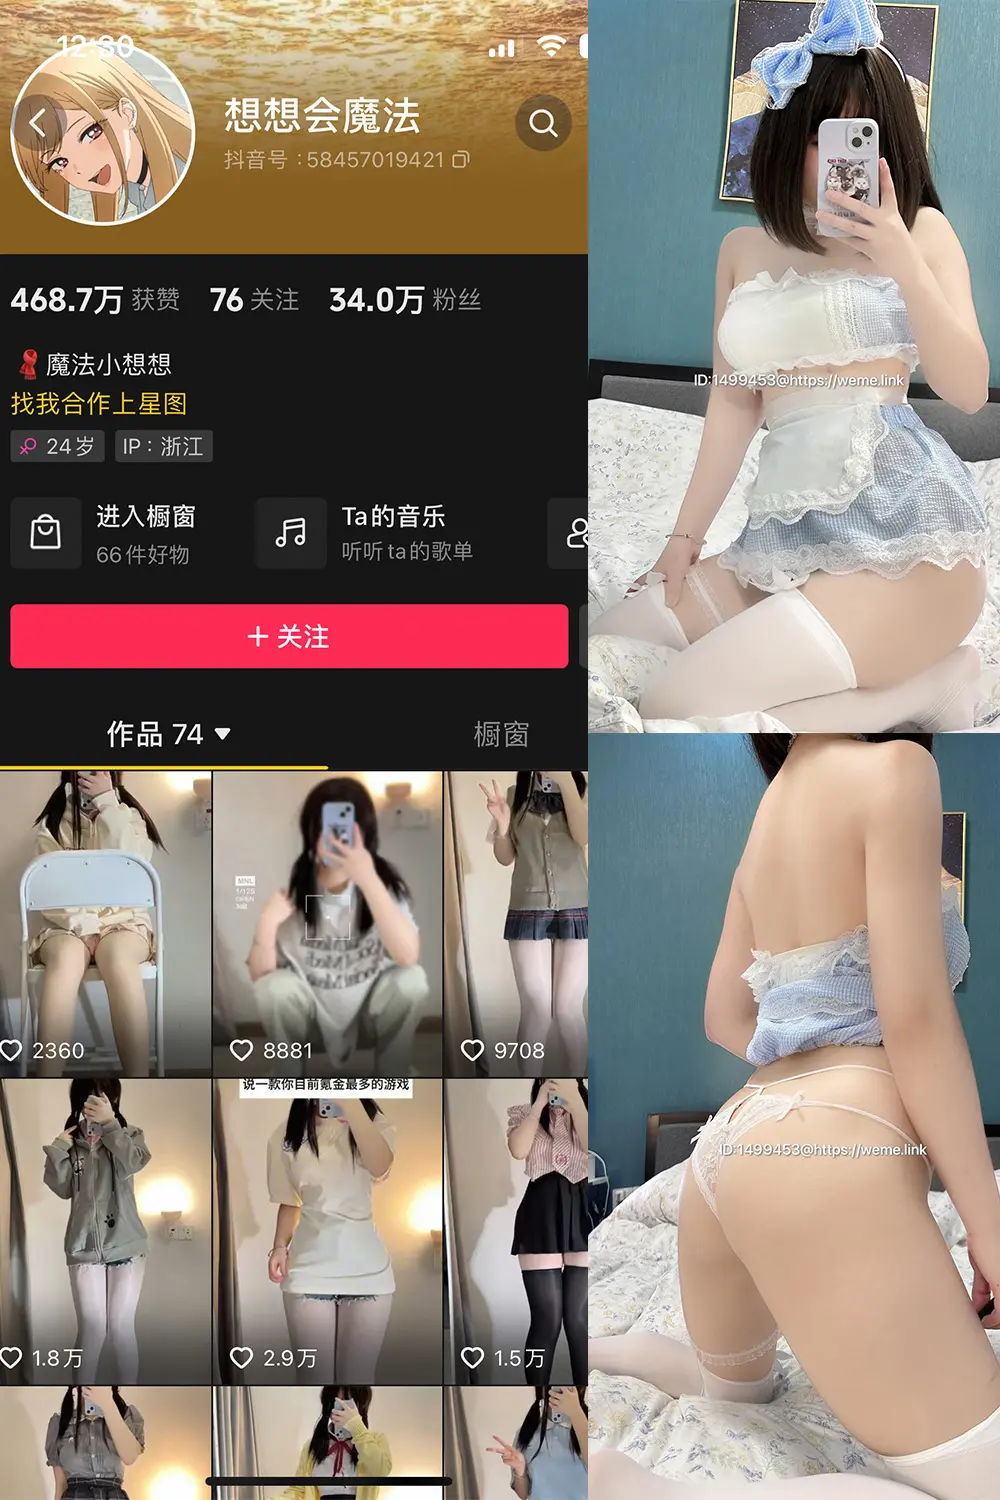 12:30
想想会魔法
抖音号：58457019421
468.7万 获赞 76 关注 34.0万 粉丝
魔法小想想
找我合作上星图
24岁 IP：浙江
进入橱窗
66件好物
Ta的音乐
听听ta的歌单
+ 关注
作品 74
橱窗
MNL
1/125
OPEN
2360
8881
9708
说一款你目前氪金最多的游戏
1.8万
2.9万
1.5万
ID:1499453@https://weme.link
ID:1499453@https://weme.link